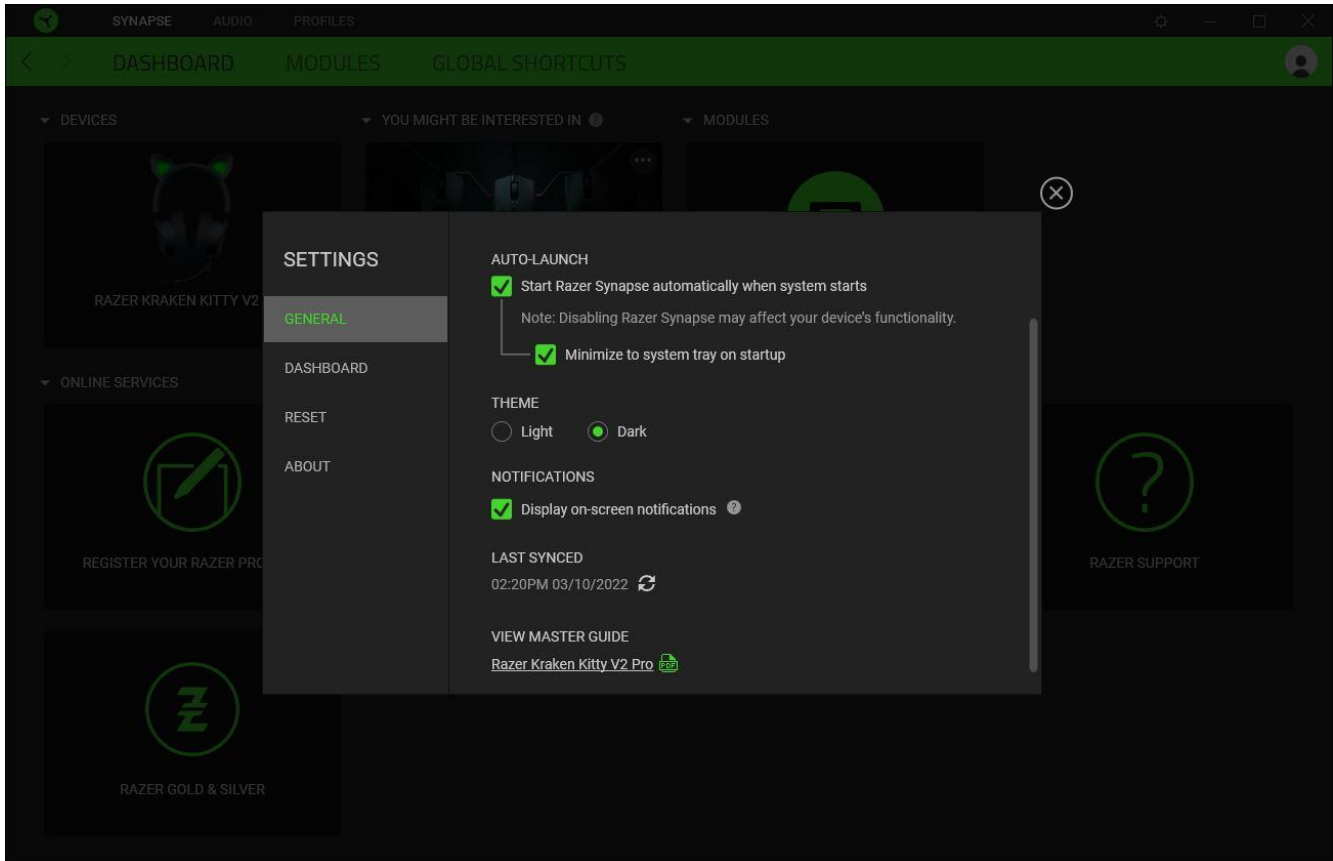 SYNAPSE AUDIO PROFILES
DASHBOARD MODULES GLOBAL SHORTCUTS
DEVICES
YOU MIGHT BE INTERESTED IN ?
MODULES
RAZER KRAKEN KITTY V2
ONLINE SERVICES
REGISTER YOUR RAZER PRO
RAZER SUPPORT
RAZER GOLD & SILVER
SETTINGS
GENERAL
DASHBOARD
RESET
ABOUT
AUTO-LAUNCH
Start Razer Synapse automatically when system starts
Note: Disabling Razer Synapse may affect your device’s functionality.
Minimize to system tray on startup
THEME
Light Dark
NOTIFICATIONS
Display on-screen notifications ?
LAST SYNCED
02:20PM 03/10/2022
VIEW MASTER GUIDE
Razer Kraken Kitty V2 Pro PDF